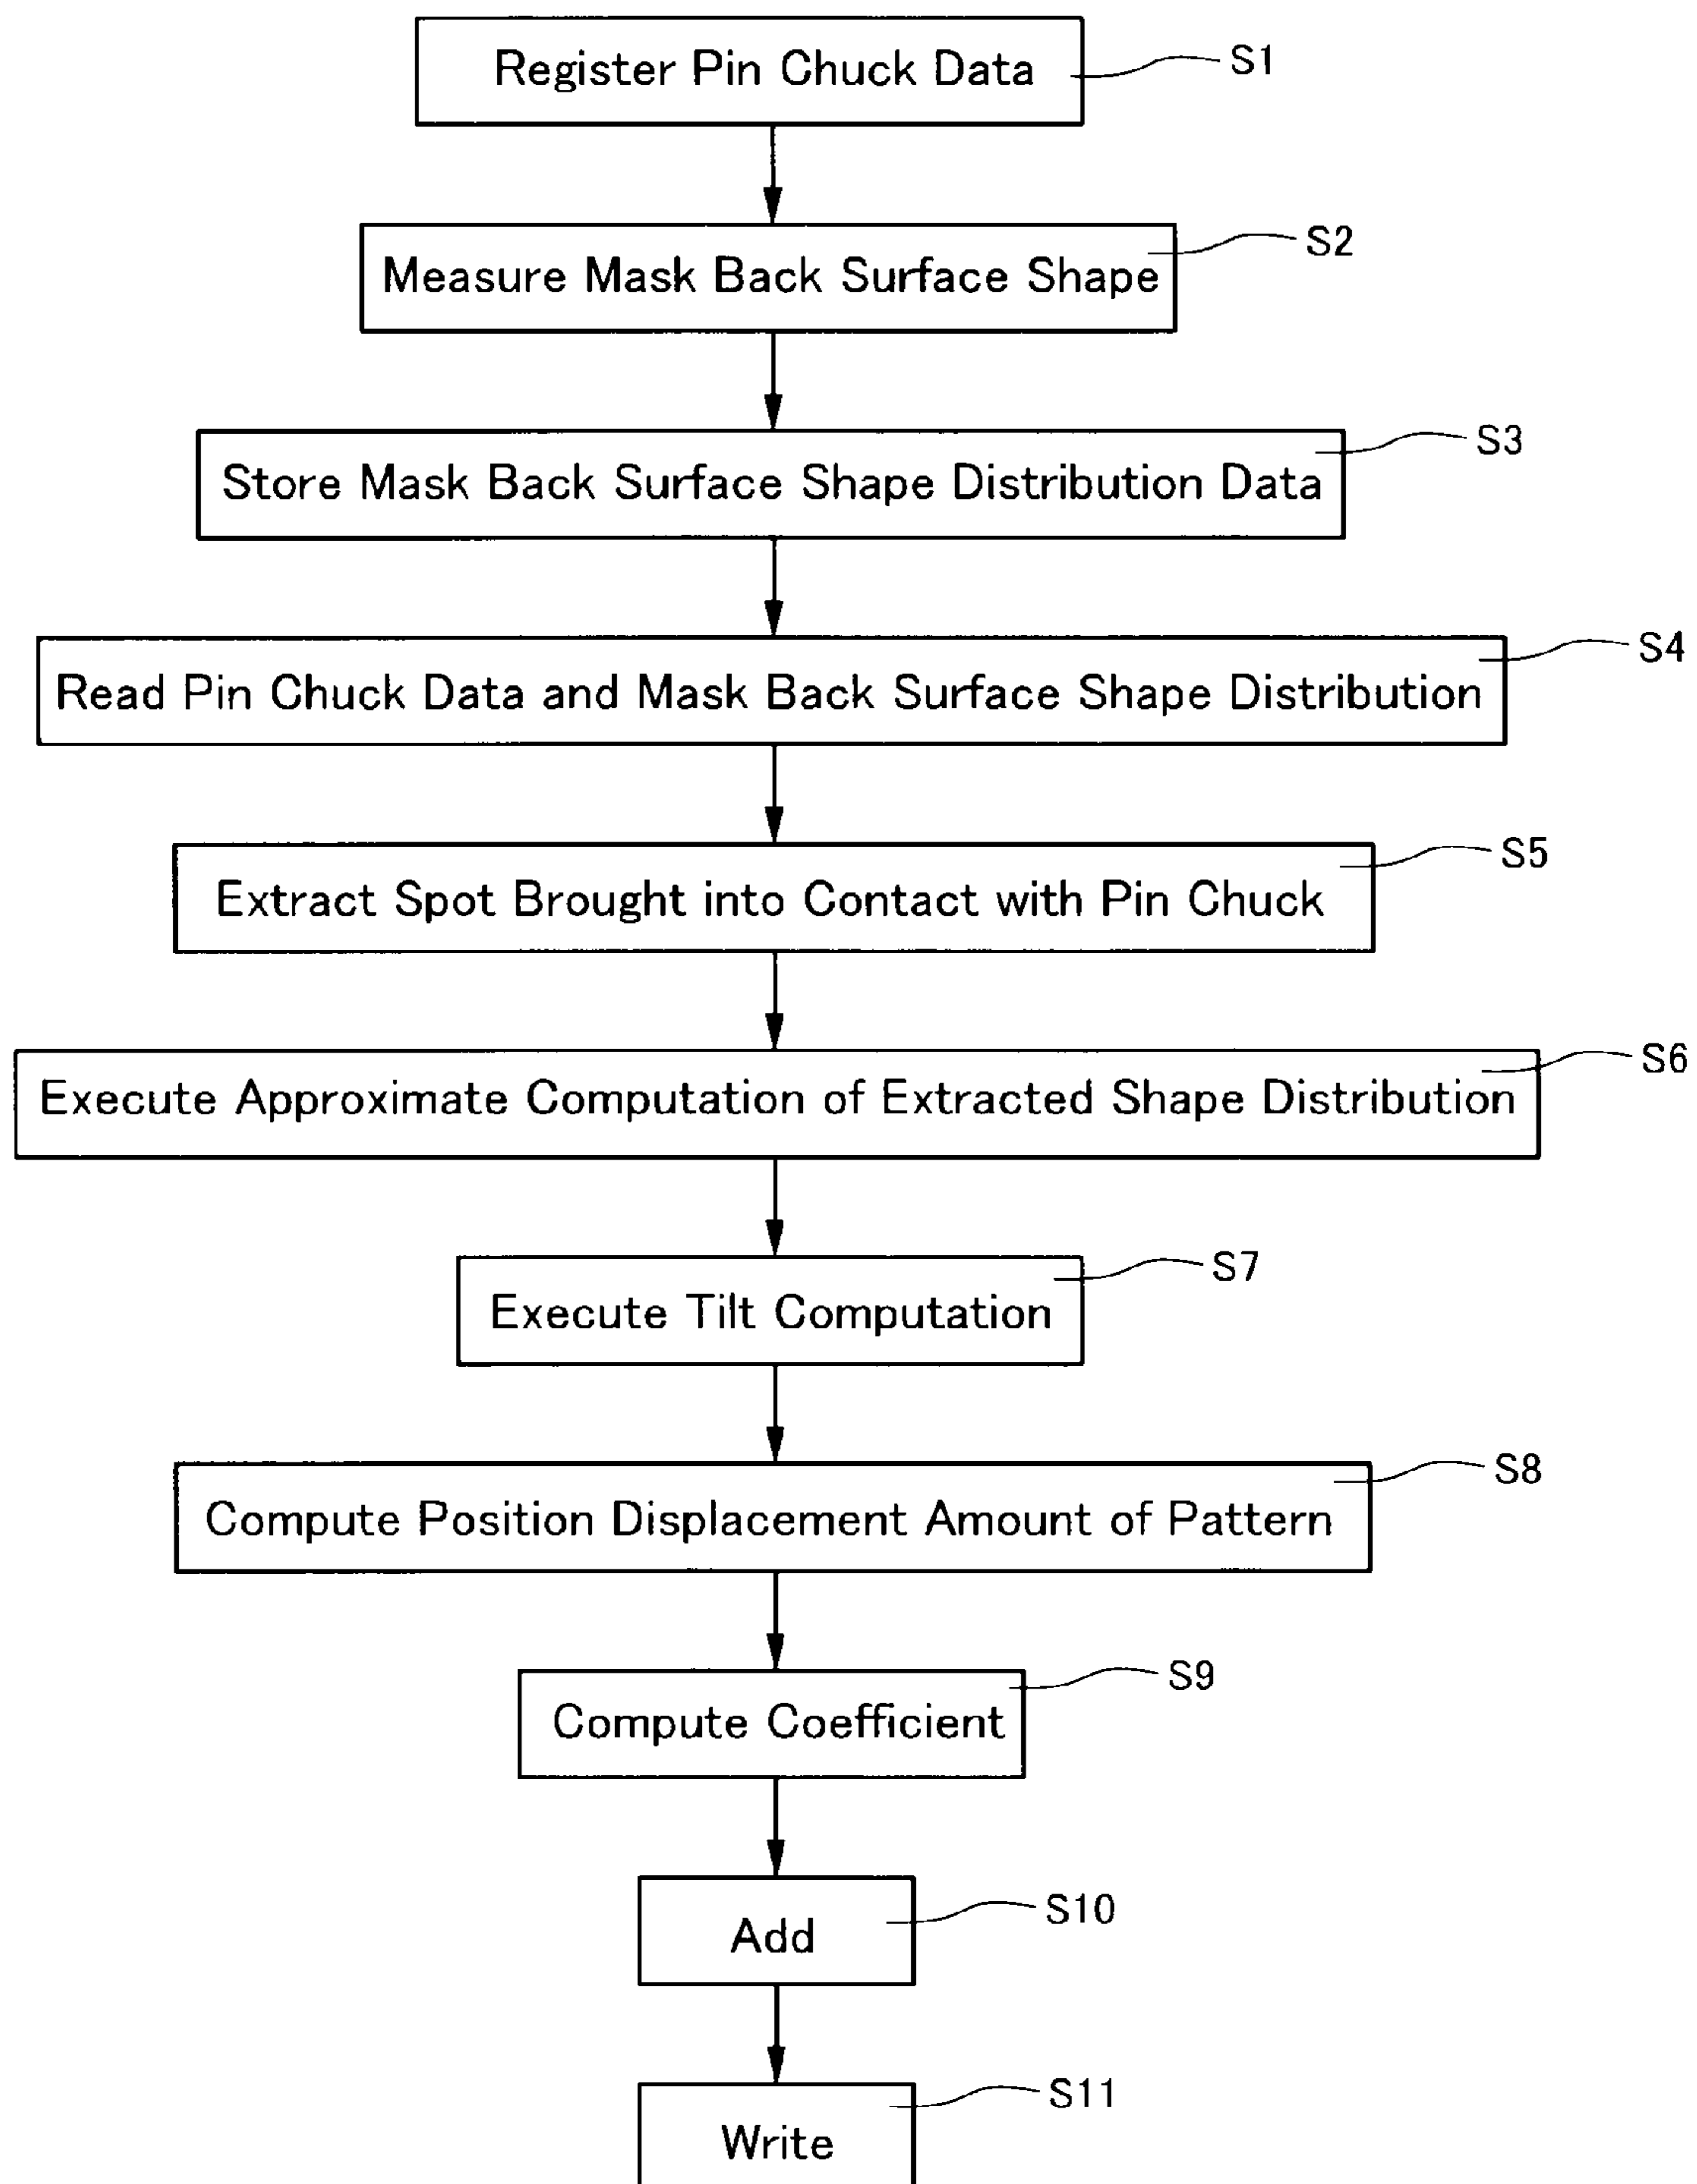 Register Pin Chuck Data
S1
Measure Mask Back Surface Shape
S2
Store Mask Back Surface Shape Distribution Data
S3
Read Pin Chuck Data and Mask Back Surface Shape Distribution
S4
Extract Spot Brought into Contact with Pin Chuck
S5
Execute Approximate Computation of Extracted Shape Distribution
S6
Execute Tilt Computation
S7
Compute Position Displacement Amount of Pattern
S8
Compute Coefficient
S9
Add
S10
Write
S11